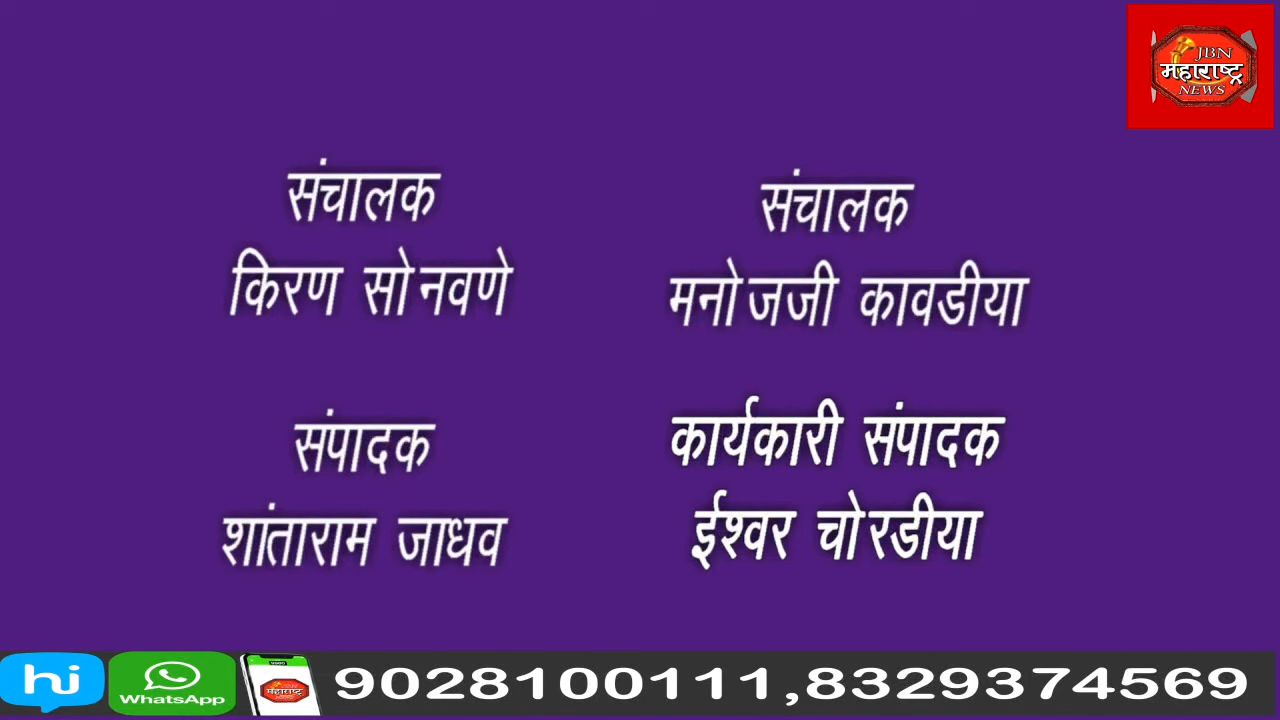 JBN
महाराष्ट्र
NEWS
संचालक
किरण सोनवणे
संचालक
मनोजजी कावडीया
संपादक
शांताराम जाधव
कार्यकारी संपादक
ईश्वर चोरडीया
hi
WhatsApp
महाराष्ट्र
9028100111,8329374569